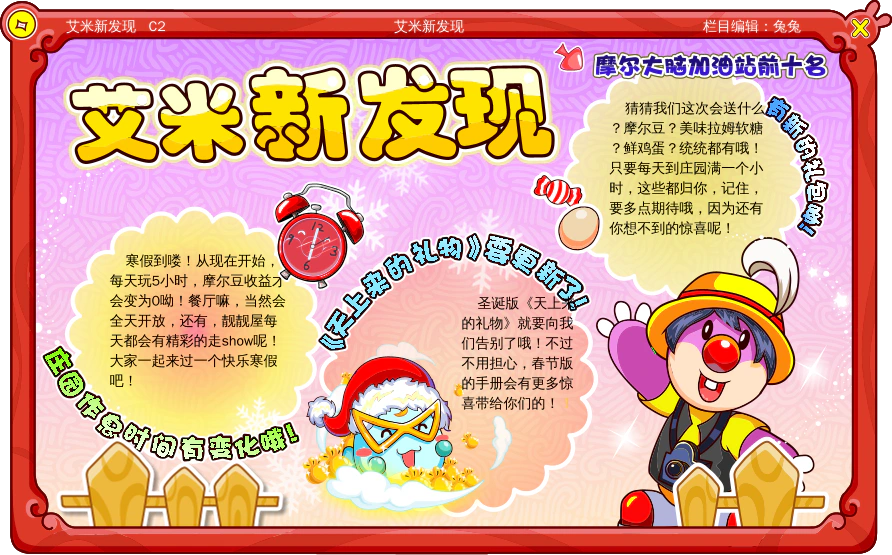 艾米新发现 C2
艾米新发现
栏目编辑：兔兔
艾米新发现
摩尔大脑加油站前十名
猜猜我们这次会送什么
？摩尔豆？美味拉姆软糖
？鲜鸡蛋？统统都有哦！
只要每天到庄园满一个小
时，这些都归你，记住，
要多点期待哦，因为还有
你想不到的惊喜呢！
有新的礼包喽！
寒假到喽！从现在开始，
每天玩5小时，摩尔豆收益才
会变为0呦！餐厅嘛，当然会
全天开放，还有，靓靓屋每
天都会有精彩的走show呢！
大家一起来过一个快乐寒假
吧！
庄园作息时间有变化哦！
《天上来的礼物》要更新了！
圣诞版《天上来
的礼物》就要向我
们告别了哦！不过
不用担心，春节版
的手册会有更多惊
喜带给你们的！
12
3
6
9